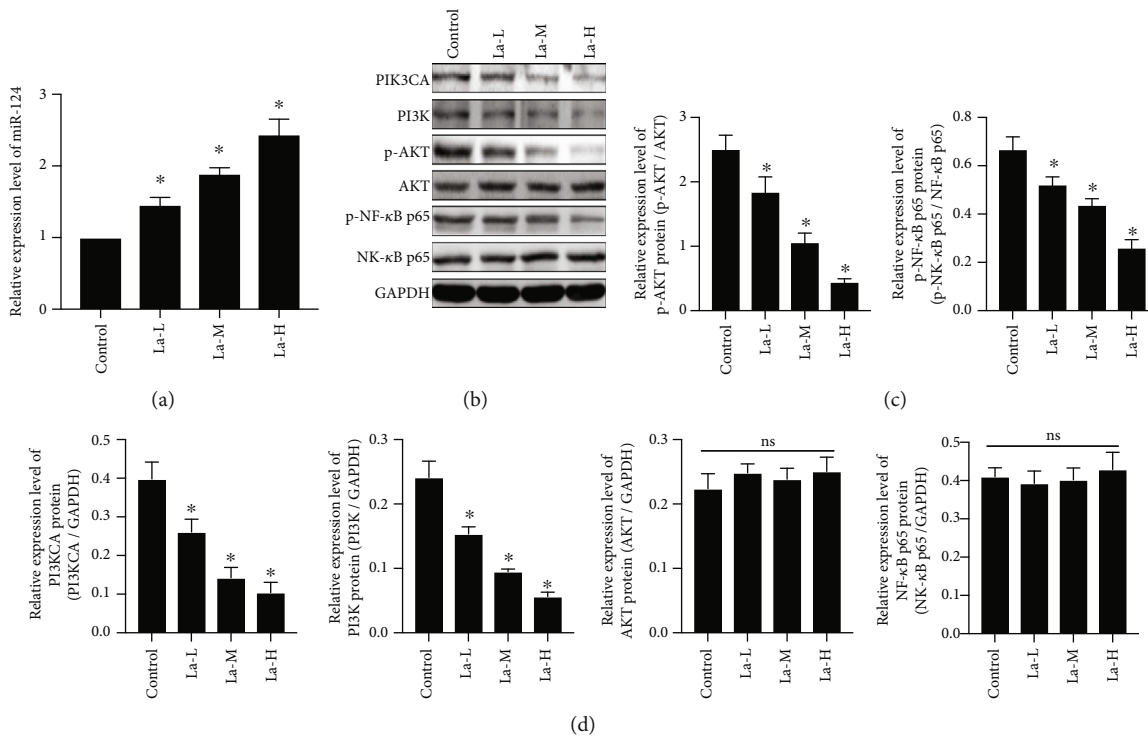 Relative expression level of miR-124
3
2
1
0
*
*
*
Control
La-L
La-M
La-H
(a)
Control
La-L
La-M
La-H
PIK3CA
PI3K
p-AKT
AKT
p-NF-κB p65
NK-κB p65
GAPDH
(b)
Relative expression level of
p-AKT protein (p-AKT / AKT)
3
2
1
0
*
*
*
Control
La-L
La-M
La-H
Relative expression level of
p-NF-κB p65 protein
(p-NK-κB p65 / NF-κB p65)
0.8
0.6
0.4
0.2
0.0
*
*
*
Control
La-L
La-M
La-H
(c)
Relative expression level of
PI3KCA protein
(PI3KCA / GAPDH)
0.5
0.4
0.3
0.2
0.1
0.0
*
*
*
Control
La-L
La-M
La-H
Relative expression level of
PI3K protein (PI3K / GAPDH)
0.3
0.2
0.1
0.0
*
*
*
Control
La-L
La-M
La-H
Relative expression level of
AKT protein (AKT / GAPDH)
0.3
0.2
0.1
0.0
ns
Control
La-L
La-M
La-H
Relative expression level of
NF-κB p65 protein
(NK-κB p65 /GAPDH)
0.5
0.4
0.3
0.2
0.1
0.0
ns
Control
La-L
La-M
La-H
(d)